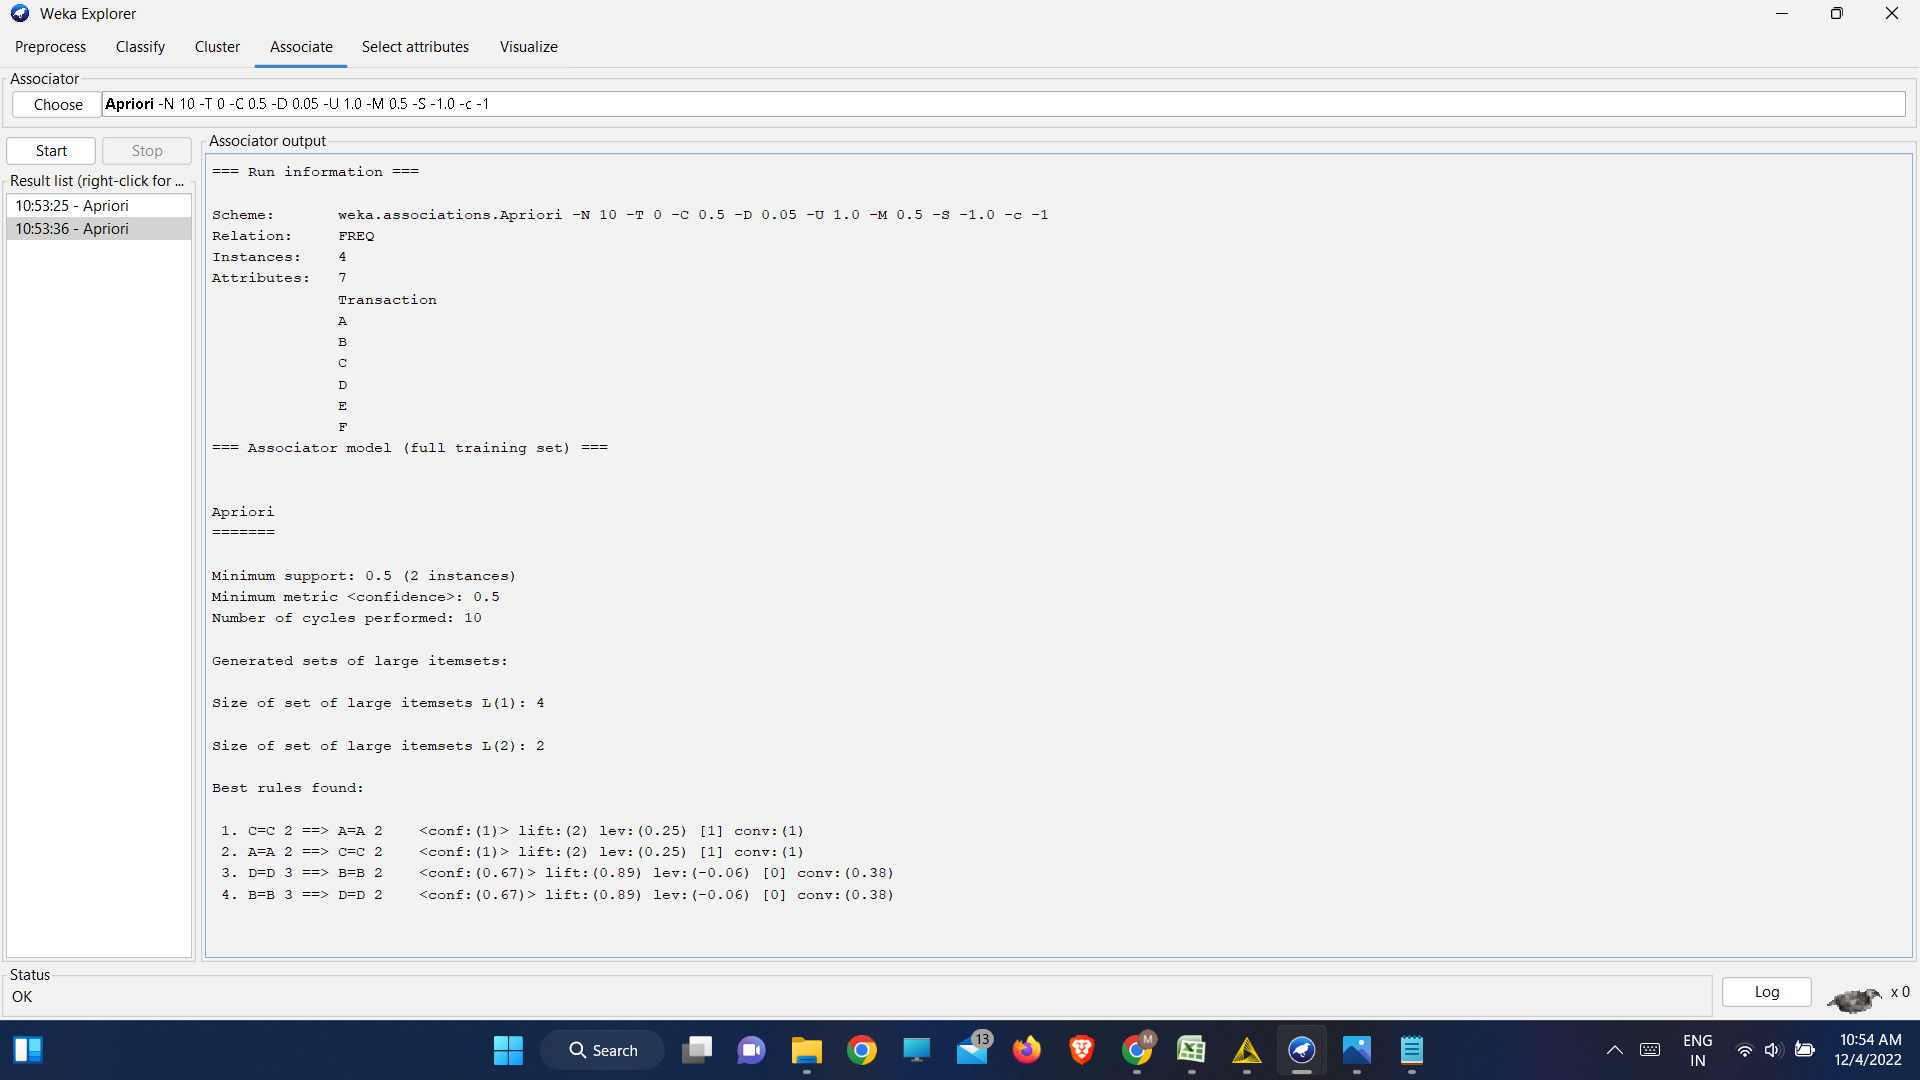 Weka Explorer
Preprocess Classify Cluster Associate Select attributes Visualize
Associator
Choose Apriori -N 10 -T 0 -C 0.5 -D 0.05 -U 1.0 -M 0.5 -S -1.0 -c -1
Start Stop
Result list (right-click for ...
10:53:25 - Apriori
10:53:36 - Apriori
Associator output
=== Run information ===
Scheme: weka.associations.Apriori -N 10 -T 0 -C 0.5 -D 0.05 -U 1.0 -M 0.5 -S -1.0 -c -1
Relation: FREQ
Instances: 4
Attributes: 7
Transaction
A
B
C
D
E
F
=== Associator model (full training set) ===
Apriori
=======
Minimum support: 0.5 (2 instances)
Minimum metric <confidence>: 0.5
Number of cycles performed: 10
Generated sets of large itemsets:
Size of set of large itemsets L(1): 4
Size of set of large itemsets L(2): 2
Best rules found:
1. C=C 2 ==> A=A 2 <conf:(1)> lift:(2) lev:(0.25) [1] conv:(1)
2. A=A 2 ==> C=C 2 <conf:(1)> lift:(2) lev:(0.25) [1] conv:(1)
3. D=D 3 ==> B=B 2 <conf:(0.67)> lift:(0.89) lev:(-0.06) [0] conv:(0.38)
4. B=B 3 ==> D=D 2 <conf:(0.67)> lift:(0.89) lev:(-0.06) [0] conv:(0.38)
Status
OK
Log
x 0
Search
13
M
ENG
IN
10:54 AM
12/4/2022